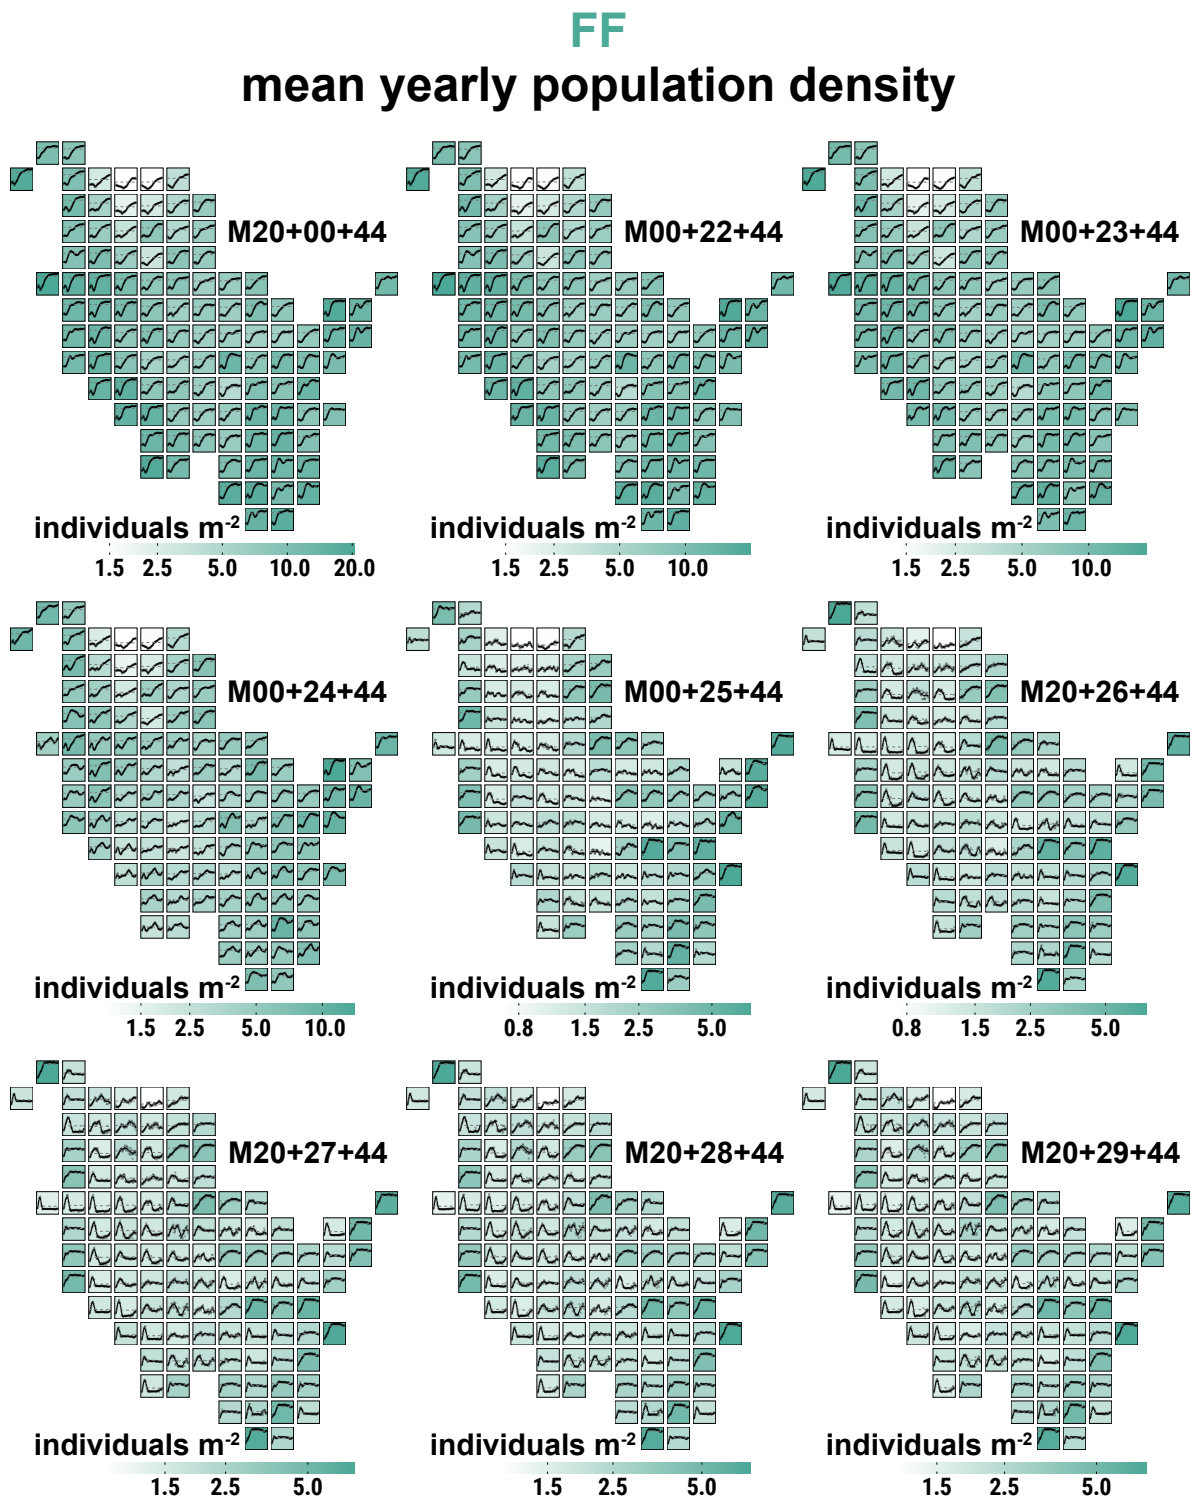 FF
mean yearly population density
M20+00+44
M00+22+44
M00+23+44
individuals m-2
individuals m-2
individuals m-2
1.5 2.5 5.0 10.0 20.0
1.5 2.5 5.0 10.0
1.5 2.5 5.0 10.0
M00+24+44
M00+25+44
M20+26+44
individuals m-2
individuals m-2
individuals m-2
1.5 2.5 5.0 10.0
0.8 1.5 2.5 5.0
0.8 1.5 2.5 5.0
M20+27+44
M20+28+44
M20+29+44
individuals m-2
individuals m-2
individuals m-2
1.5 2.5 5.0
1.5 2.5 5.0
1.5 2.5 5.0